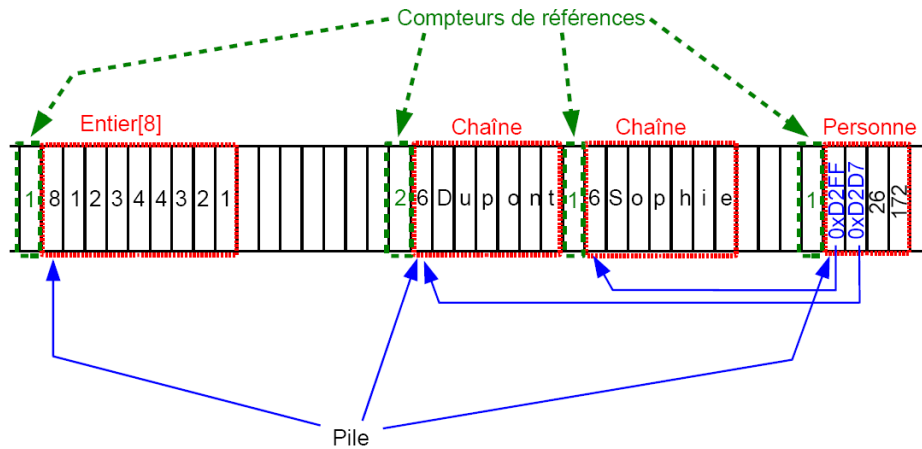 Compteurs de références
Entier[8]
Chaîne
Chaîne
Personne
1 8 1 2 3 4 4 3 2 1 2 6 D u p o n t 1 6 S o p h i e 1 0xD2EE 0xD2D7 26 172
Pile